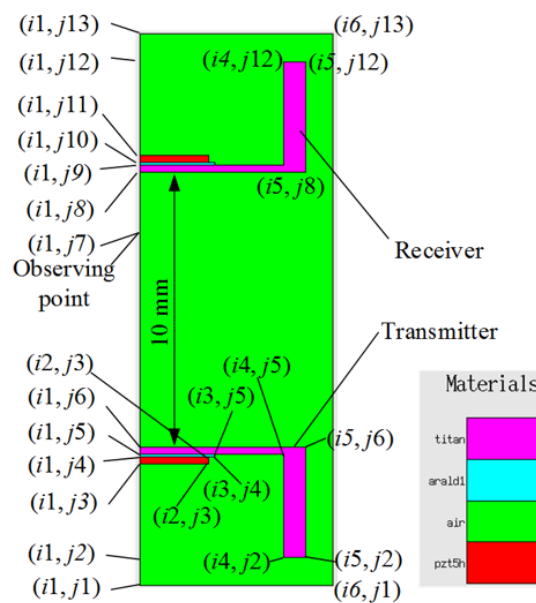 (i1, j13)
(i6, j13)
(i1, j12)
(i4, j12)
(i5, j12)
(i1, j11)
(i1, j10)
(i1, j9)
(i1, j8)
(i5, j8)
(i1, j7)
Observing
point
Receiver
10 mm
Transmitter
(i2, j3)
(i4, j5)
(i1, j6)
(i3, j5)
(i5, j6)
(i1, j5)
(i1, j4)
(i3, j4)
(i1, j3)
(i2, j3)
(i1, j2)
(i4, j2)
(i5, j2)
(i1, j1)
(i6, j1)
Materials
titan
arald1
air
pzt5h